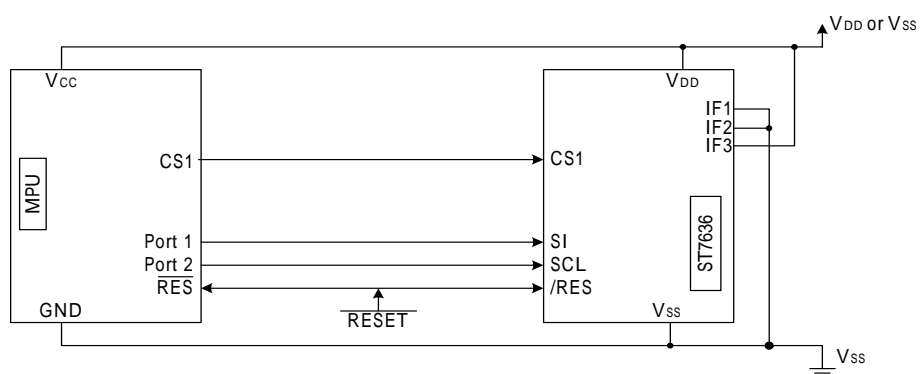 VDD or VSS
VCC
VDD
IF1
IF2
IF3
CS1
CS1
MPU
ST7636
Port 1
SI
Port 2
SCL
RES
/RES
GND
RESET
VSS
VSS